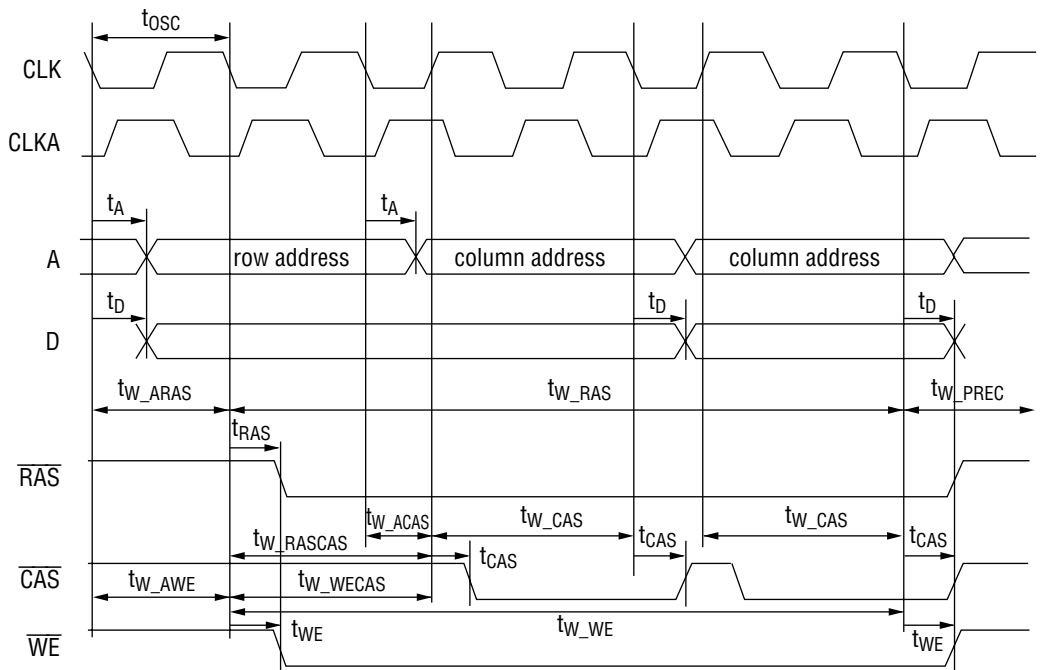 tOSC
CLK
CLKA
tA tA
A row address column address column address
tD tD tD
D
tW_ARAS tW_RAS tW_PREC
tRAS
RAS
tW_ACAS tW_CAS tW_CAS
tW_RASCAS tCAS tCAS tCAS
CAS
tW_AWE tW_WECAS
tWE tW_WE tWE
WE